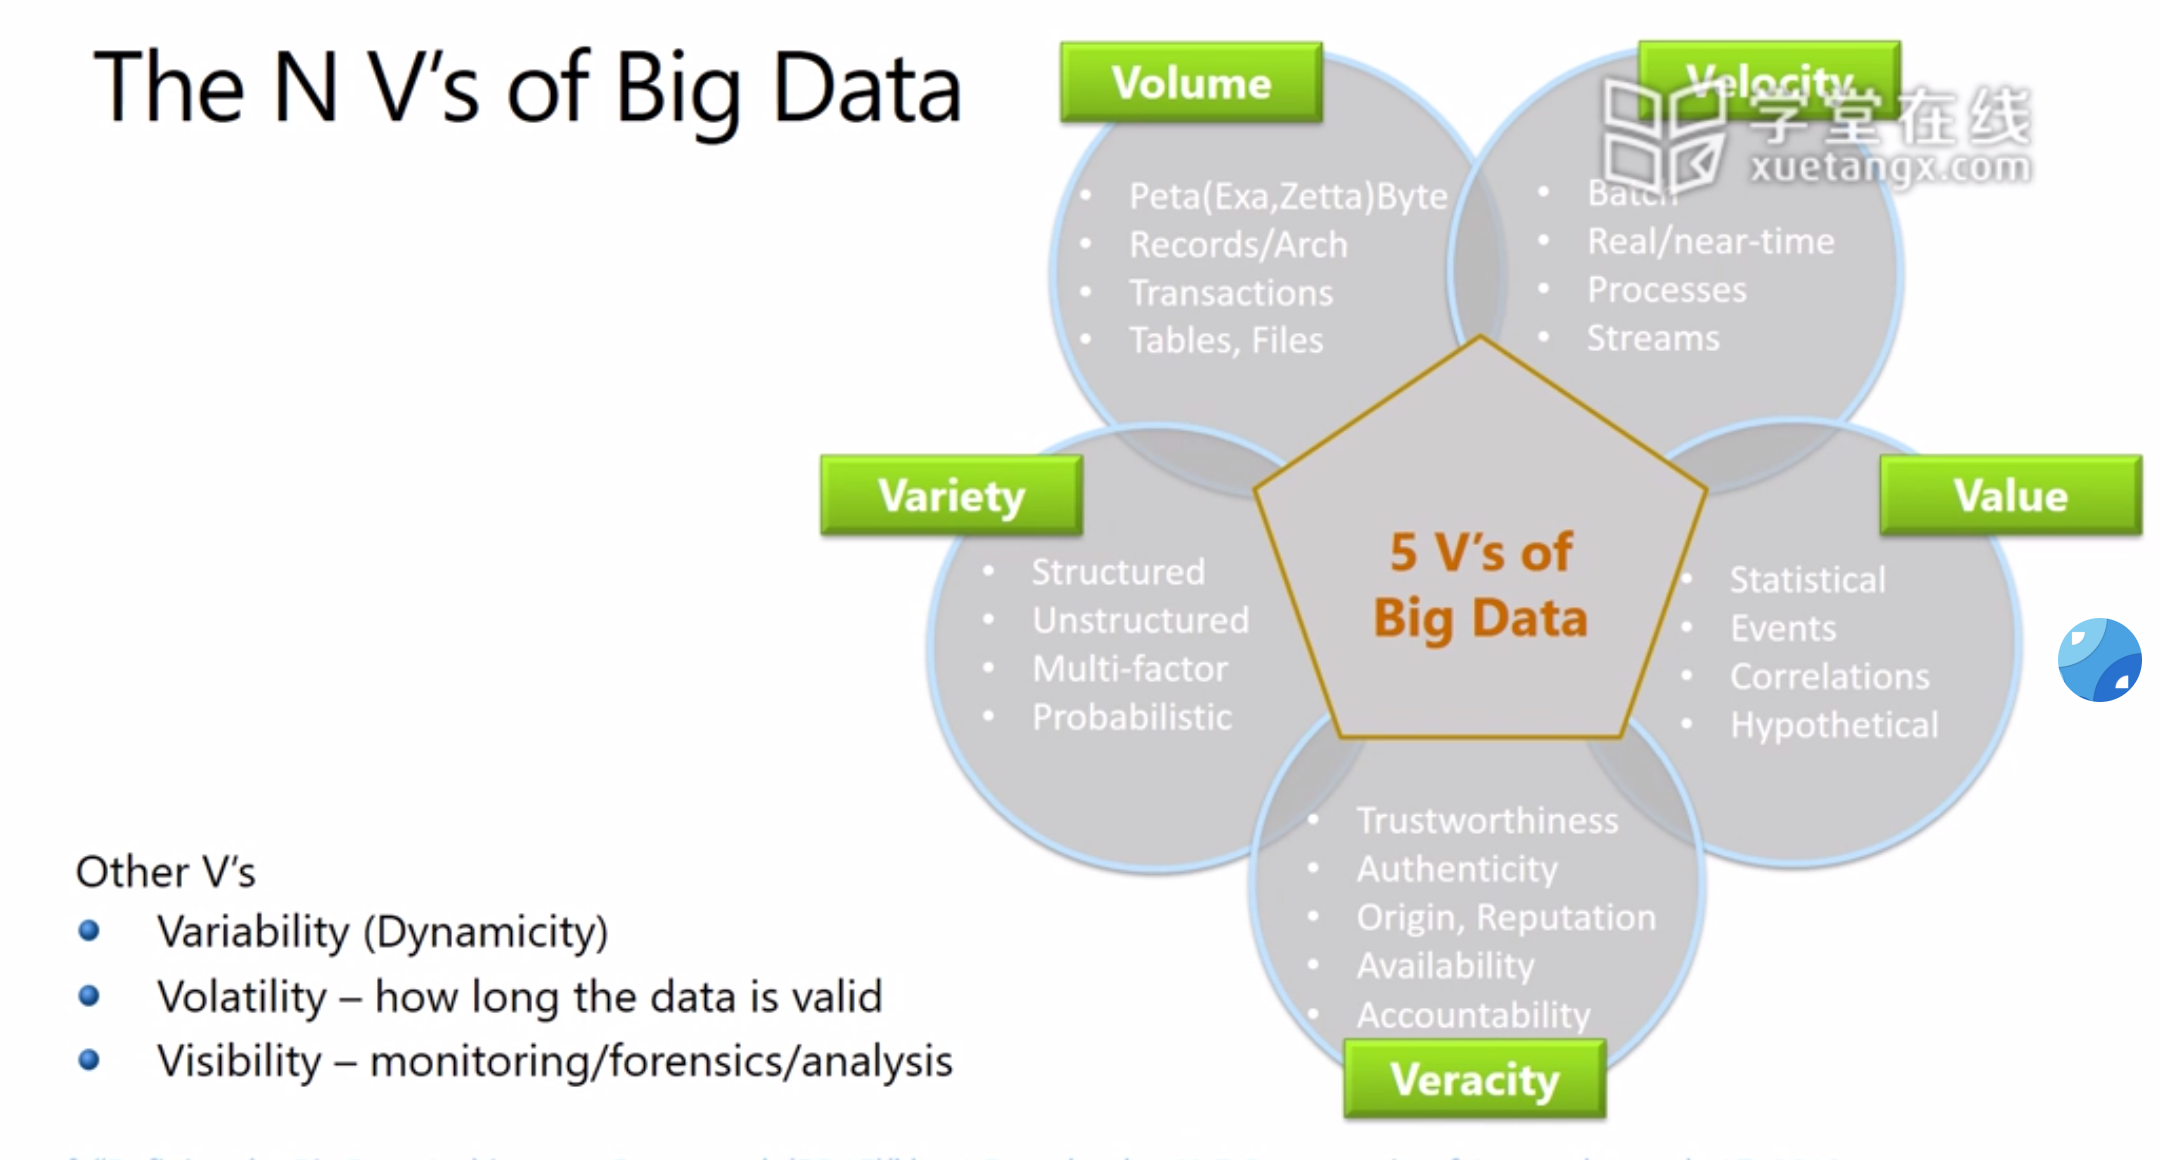 The N V's of Big Data
Volume
• Peta(Exa,Zetta)Byte
• Records/Arch
• Transactions
• Tables, Files
Velocity
学堂在线
xuetangx.com
• Batch
• Real/near-time
• Processes
• Streams
Variety
• Structured
• Unstructured
• Multi-factor
• Probabilistic
5 V's of
Big Data
Value
• Statistical
• Events
• Correlations
• Hypothetical
• Trustworthiness
• Authenticity
• Origin, Reputation
• Availability
• Accountability
Veracity
Other V's
• Variability (Dynamicity)
• Volatility – how long the data is valid
• Visibility – monitoring/forensics/analysis